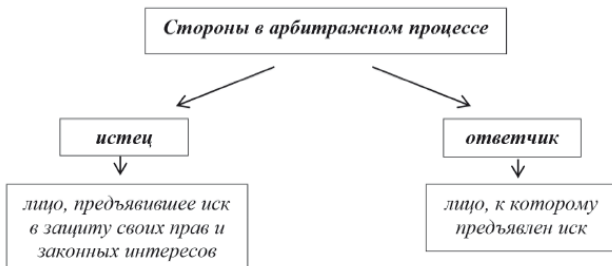 Стороны в арбитражном процессе
истец
ответчик
лицо, предъявившее иск
в защиту своих прав и
законных интересов
лицо, к которому
предъявлен иск